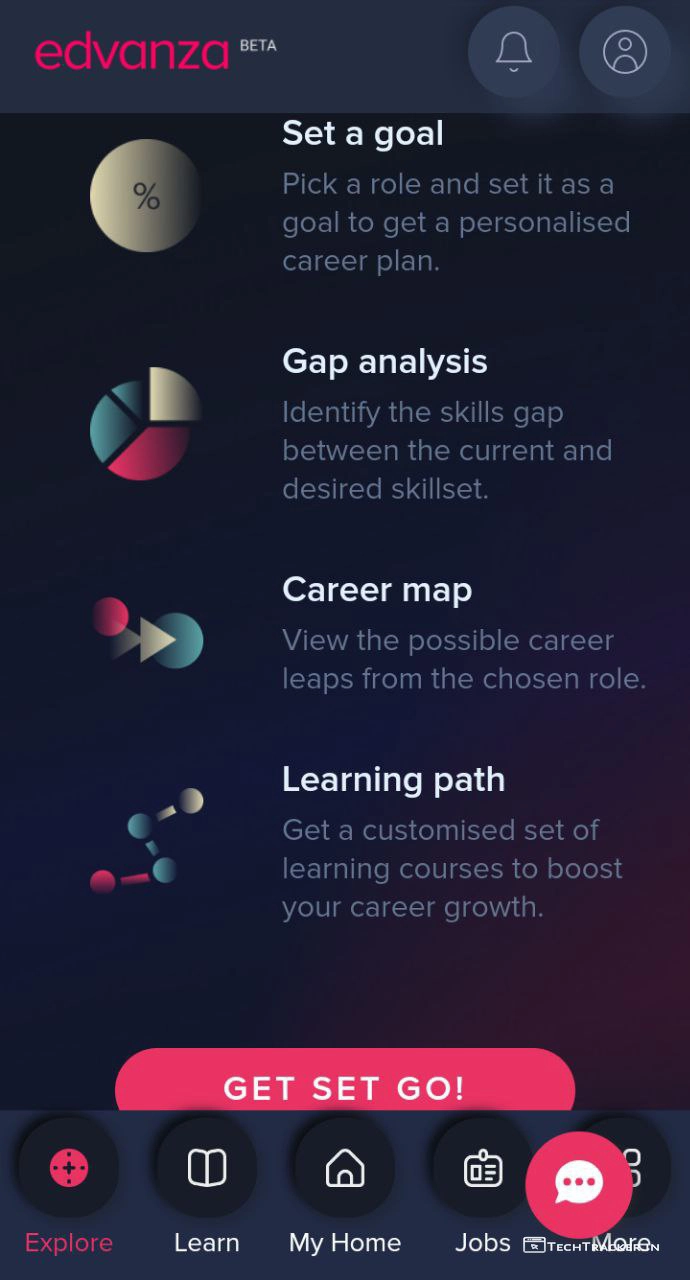 edvanza BETA
Set a goal
%
Pick a role and set it as a
goal to get a personalised
career plan.
Gap analysis
Identify the skills gap
between the current and
desired skillset.
Career map
View the possible career
leaps from the chosen role.
Learning path
Get a customised set of
learning courses to boost
your career growth.
GET SET GO!
Explore Learn My Home Jobs More
TECHTRACKER.IN